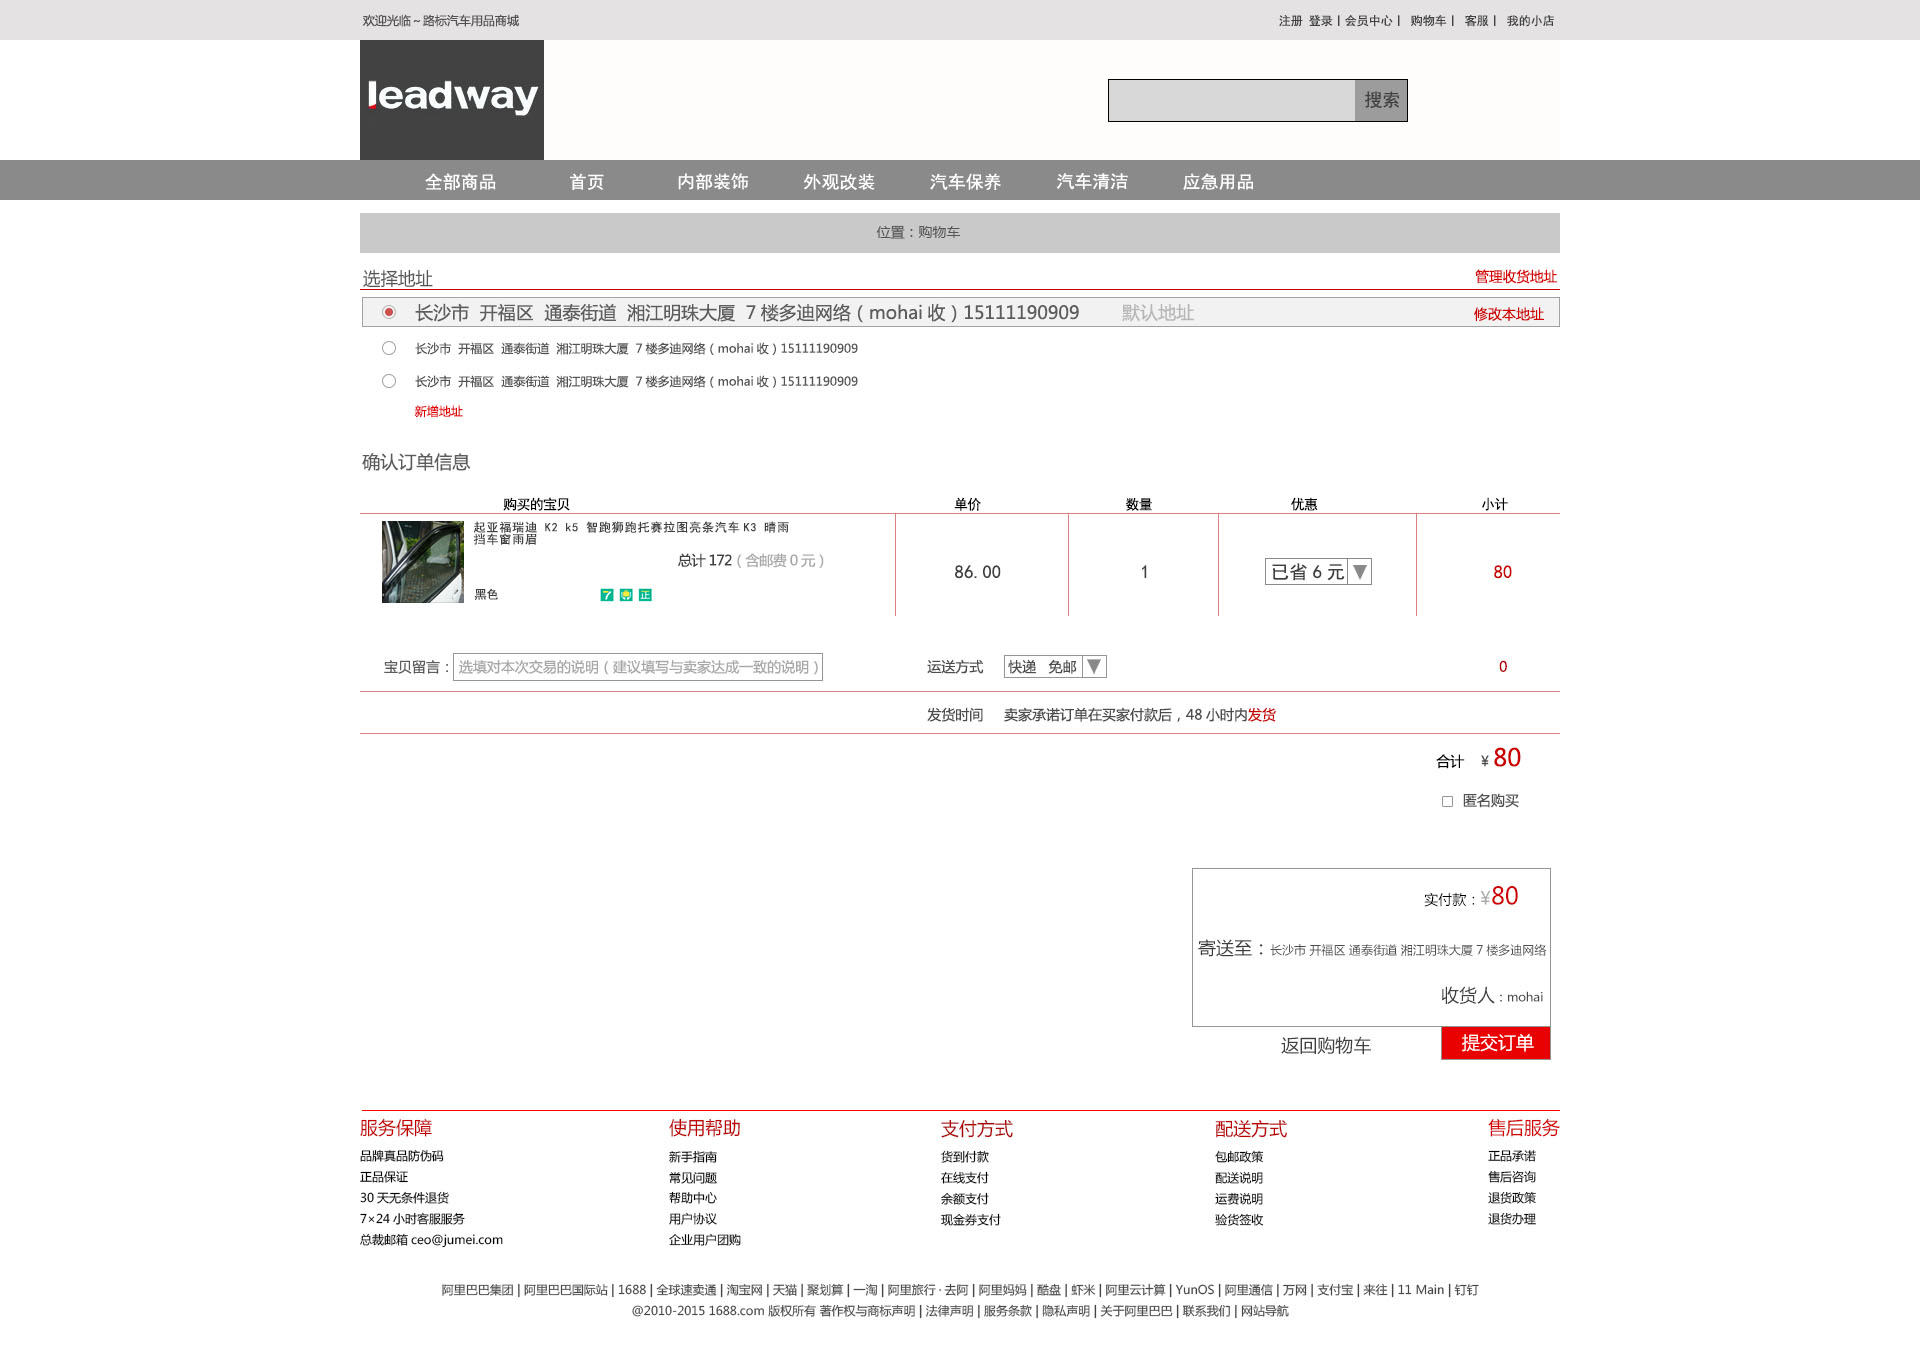 欢迎光临～路标汽车用品商城
注册 登录 | 会员中心 | 购物车 | 客服 | 我的小店
leadway
搜索
全部商品 首页 内部装饰 外观改装 汽车保养 汽车清洁 应急用品
位置：购物车
选择地址 管理收货地址
长沙市 开福区 通泰街道 湘江明珠大厦 7 楼多迪网络（mohai 收）15111190909 默认地址 修改本地址
长沙市 开福区 通泰街道 湘江明珠大厦 7 楼多迪网络（mohai 收）15111190909
长沙市 开福区 通泰街道 湘江明珠大厦 7 楼多迪网络（mohai 收）15111190909
新增地址
确认订单信息
购买的宝贝 单价 数量 优惠 小计
起亚福瑞迪 K2 k5 智跑狮跑托赛拉图亮条汽车 K3 晴雨
挡车窗雨眉
总计 172（含邮费 0 元）
86. 00 1 已省 6 元 80
黑色 7 正
宝贝留言： 选填对本次交易的说明（建议填写与卖家达成一致的说明） 运送方式 快递 免邮 0
发货时间 卖家承诺订单在买家付款后，48 小时内发货
合计 ¥ 80
匿名购买
实付款：¥80
寄送至：长沙市 开福区 通泰街道 湘江明珠大厦 7 楼多迪网络
收货人：mohai
返回购物车 提交订单
服务保障 使用帮助 支付方式 配送方式 售后服务
品牌真品防伪码 新手指南 货到付款 包邮政策 正品承诺
正品保证 常见问题 在线支付 配送说明 售后咨询
30 天无条件退货 帮助中心 余额支付 运费说明 退货政策
7×24 小时客服服务 用户协议 现金券支付 验货签收 退货办理
总裁邮箱 ceo@jumei.com 企业用户团购
阿里巴巴集团 | 阿里巴巴国际站 | 1688 | 全球速卖通 | 淘宝网 | 天猫 | 聚划算 | 一淘 | 阿里旅行 · 去阿 | 阿里妈妈 | 酷盘 | 虾米 | 阿里云计算 | YunOS | 阿里通信 | 万网 | 支付宝 | 来往 | 11 Main | 钉钉
@2010-2015 1688.com 版权所有 著作权与商标声明 | 法律声明 | 服务条款 | 隐私声明 | 关于阿里巴巴 | 联系我们 | 网站导航